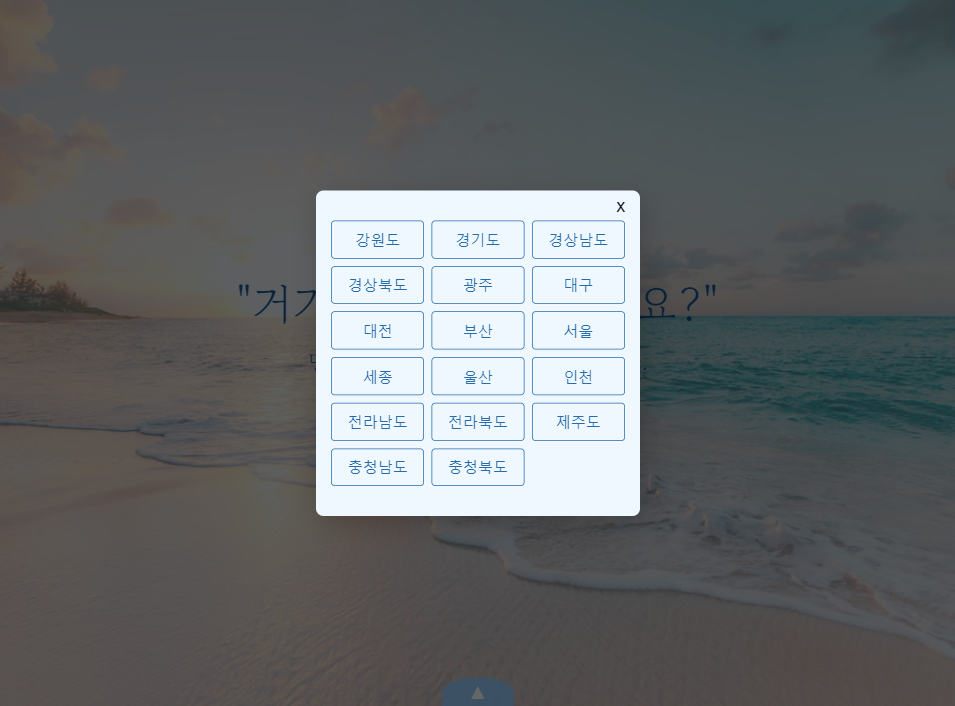 X
강원도 경기도 경상남도
경상북도 광주 대구
"거기 요?"
대전 부산 서울
세종 울산 인천
전라남도 전라북도 제주도
충청남도 충청북도
▲